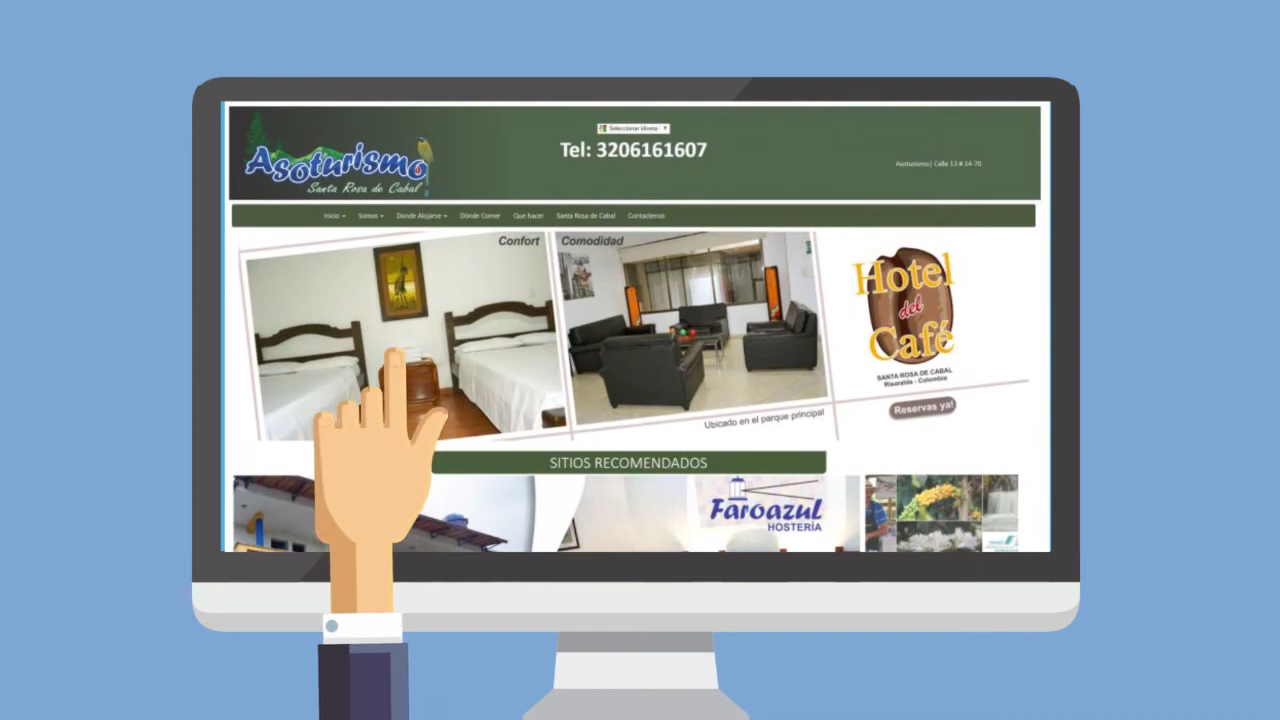 Asoturismo
Santa Rosa de Cabal
Seleccionar idioma ▼
Tel: 3206161607
Asoturismo| Calle 13 # 14-70
Inicio Somos Donde Alojarse Dónde Comer Que hacer Santa Rosa de Cabal Contactenos
Confort
Comodidad
Hotel
del
Café
SANTA ROSA DE CABAL
Risaralda - Colombia
Reservas ya!
Ubicado en el parque principal
SITIOS RECOMENDADOS
Faroazul
HOSTERÍA